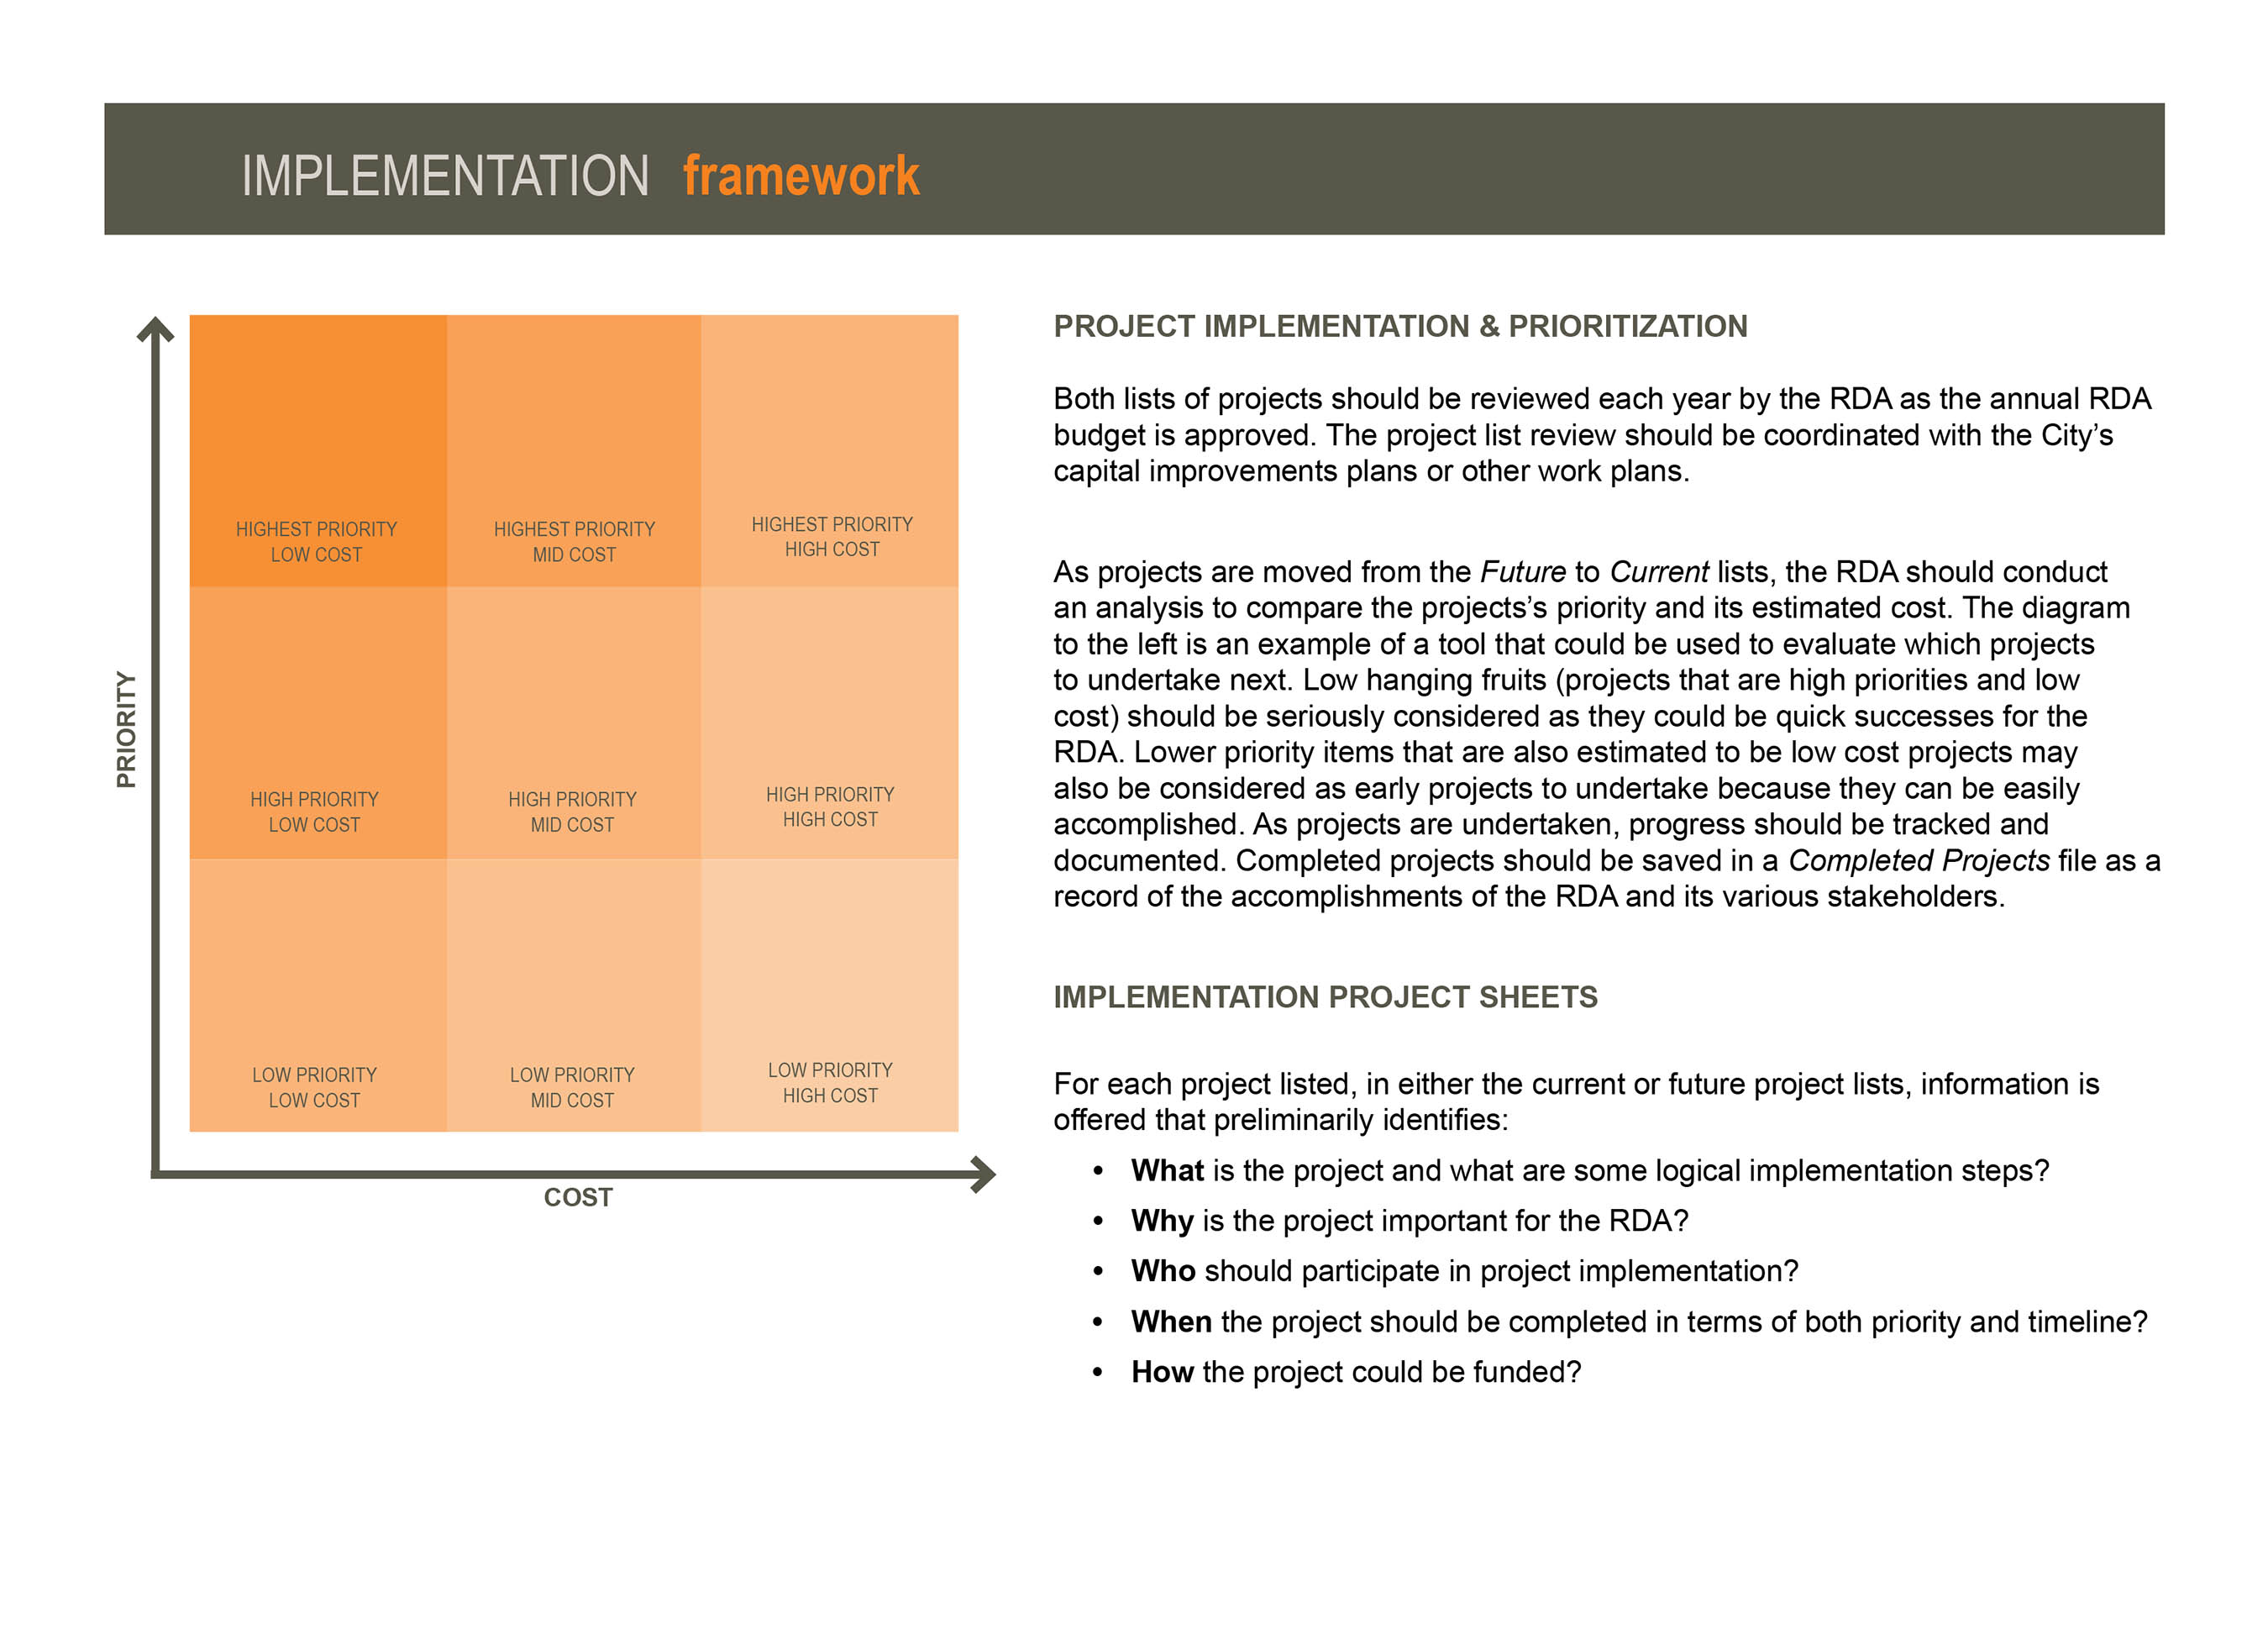 IMPLEMENTATION framework
PRIORITY
HIGHEST PRIORITY
LOW COST
HIGHEST PRIORITY
MID COST
HIGHEST PRIORITY
HIGH COST
HIGH PRIORITY
LOW COST
HIGH PRIORITY
MID COST
HIGH PRIORITY
HIGH COST
LOW PRIORITY
LOW COST
LOW PRIORITY
MID COST
LOW PRIORITY
HIGH COST
COST
PROJECT IMPLEMENTATION & PRIORITIZATION
Both lists of projects should be reviewed each year by the RDA as the annual RDA
budget is approved. The project list review should be coordinated with the City’s
capital improvements plans or other work plans.
As projects are moved from the Future to Current lists, the RDA should conduct
an analysis to compare the projects’s priority and its estimated cost. The diagram
to the left is an example of a tool that could be used to evaluate which projects
to undertake next. Low hanging fruits (projects that are high priorities and low
cost) should be seriously considered as they could be quick successes for the
RDA. Lower priority items that are also estimated to be low cost projects may
also be considered as early projects to undertake because they can be easily
accomplished. As projects are undertaken, progress should be tracked and
documented. Completed projects should be saved in a Completed Projects file as a
record of the accomplishments of the RDA and its various stakeholders.
IMPLEMENTATION PROJECT SHEETS
For each project listed, in either the current or future project lists, information is
offered that preliminarily identifies:
• What is the project and what are some logical implementation steps?
• Why is the project important for the RDA?
• Who should participate in project implementation?
• When the project should be completed in terms of both priority and timeline?
• How the project could be funded?